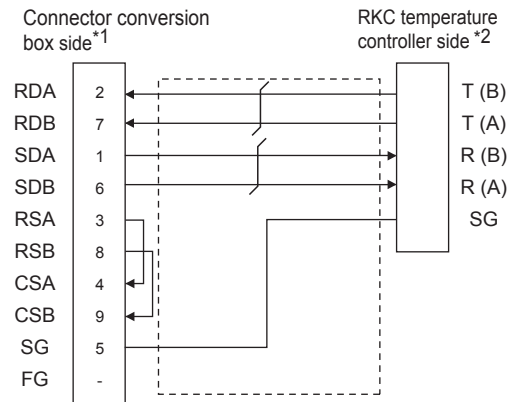 Connector conversion
box side*1
RKC temperature
controller side *2
RDA 2 T (B)
RDB 7 T (A)
SDA 1 R (B)
SDB 6 R (A)
RSA 3 SG
RSB 8
CSA 4
CSB 9
SG 5
FG -